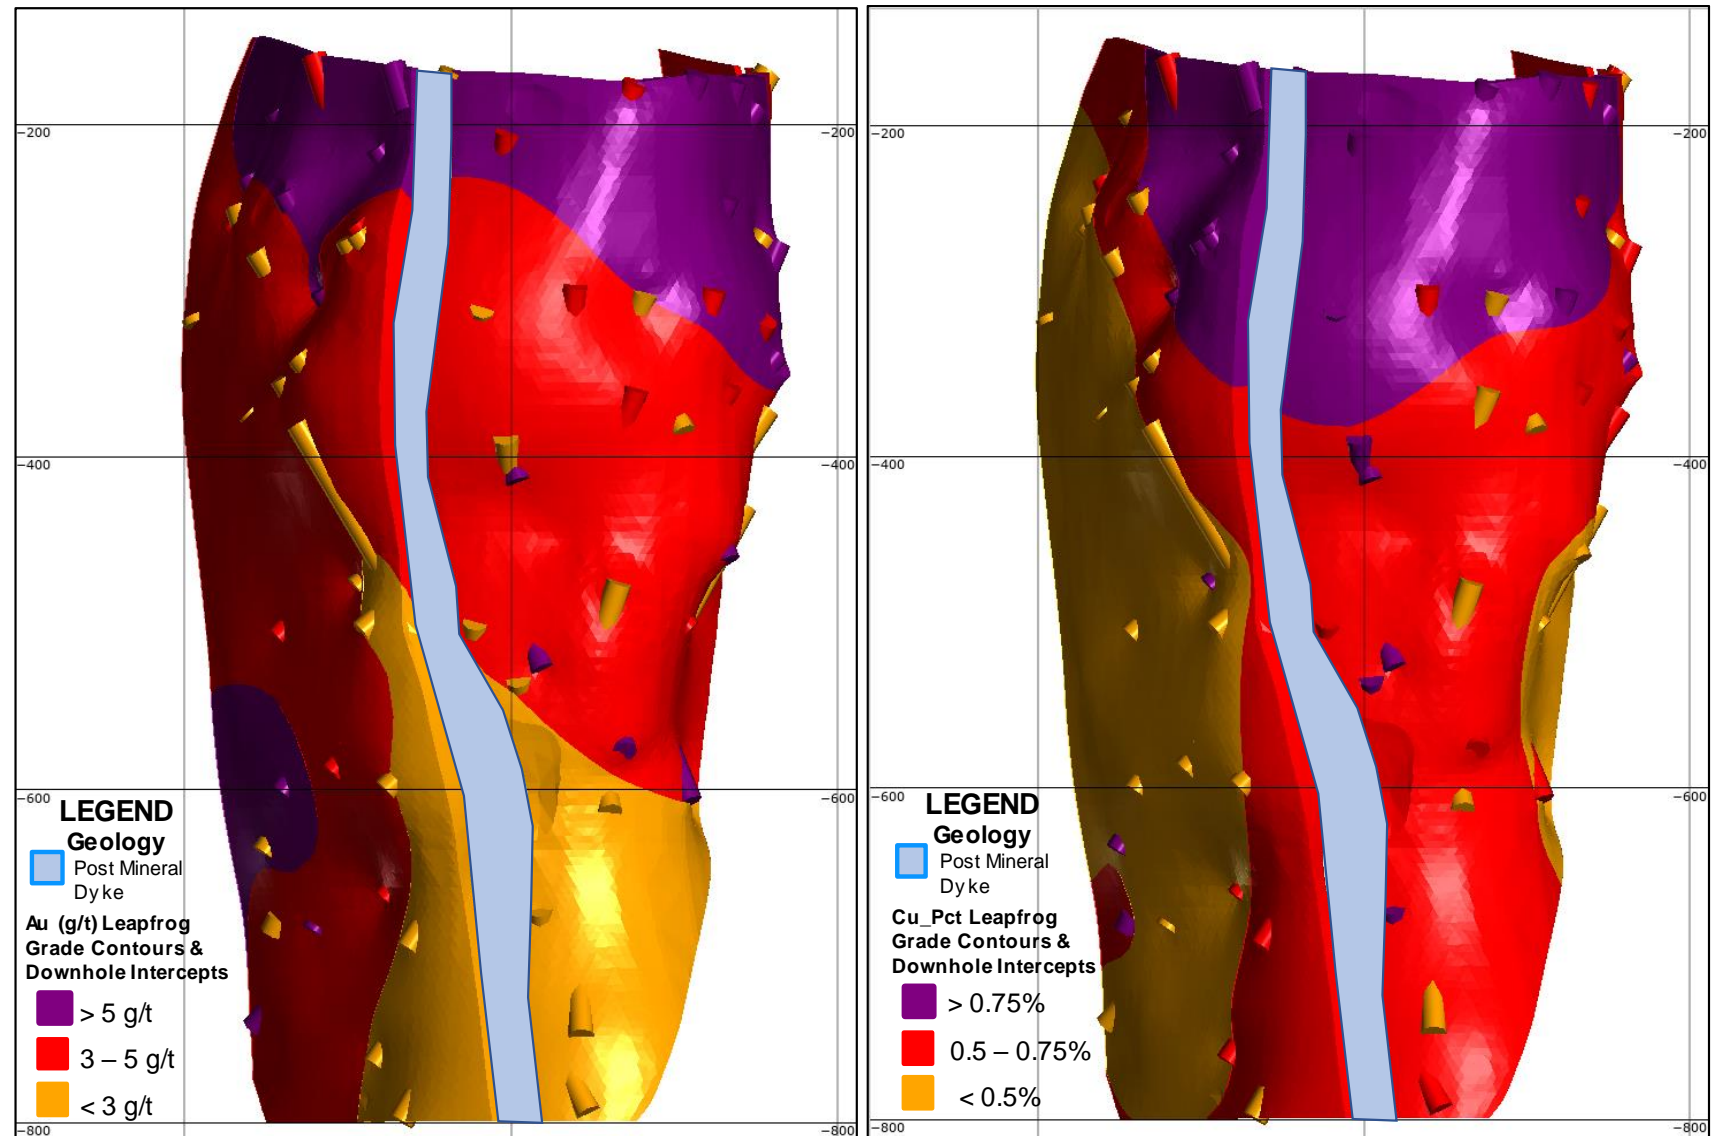 −200
−200
−400
−400
−600
−600
−800
−800
LEGEND
Geology
Post Mineral
Dyke
Au (g/t) Leapfrog
Grade Contours &
Downhole Intercepts
> 5 g/t
3 – 5 g/t
< 3 g/t
−200
−200
−400
−400
−600
−600
−800
−800
LEGEND
Geology
Post Mineral
Dyke
Cu_Pct Leapfrog
Grade Contours &
Downhole Intercepts
> 0.75%
0.5 – 0.75%
< 0.5%